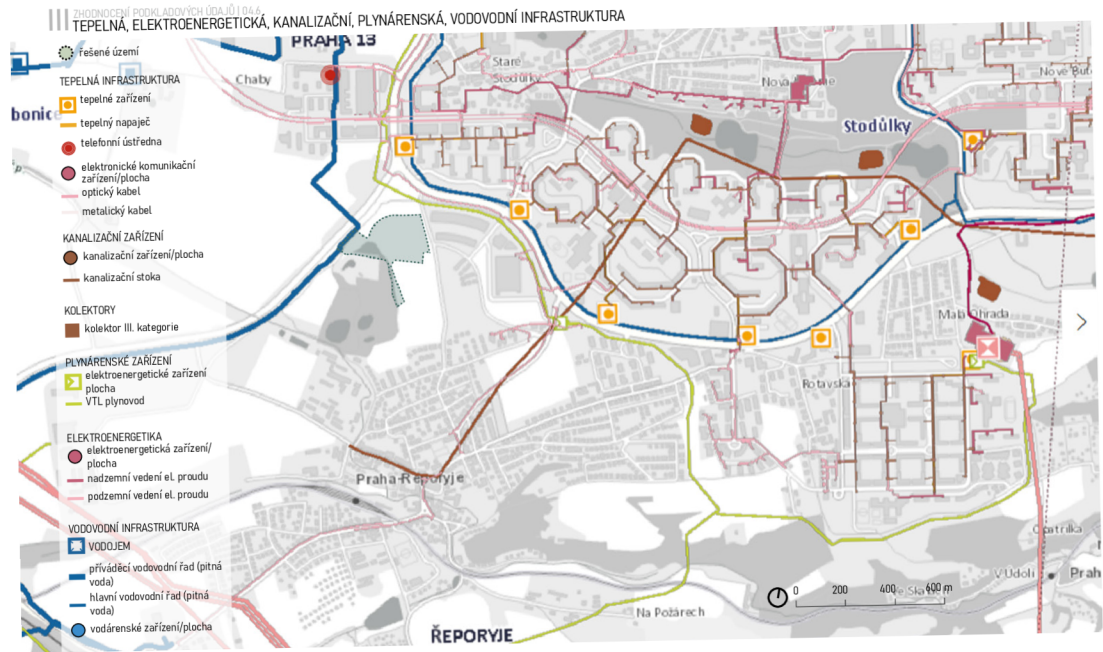 ZHODNOCENÍ PODKLADOVÝCH ÚDAJŮ | 04.6
TEPELNÁ, ELEKTROENERGETICKÁ, KANALIZAČNÍ, PLYNÁRENSKÁ, VODOVODNÍ INFRASTRUKTURA
řešené území
TEPELNÁ INFRASTRUKTURA
tepelné zařízení
tepelný napaječ
telefonní ústředna
elektronické komunikační
zařízení/plocha
optický kabel
metalický kabel
KANALIZAČNÍ ZAŘÍZENÍ
kanalizační zařízení/plocha
kanalizační stoka
KOLEKTORY
kolektor III. kategorie
PLYNÁRENSKÉ ZAŘÍZENÍ
elektroenergetické zařízení
plocha
VTL plynovod
ELEKTROENERGETIKA
elektroenergetická zařízení/
plocha
nadzemní vedení el. proudu
podzemní vedení el. proudu
VODOVODNÍ INFRASTRUKTURA
VODOJEM
příváděcí vodovodní řad (pitná
voda)
hlavní vodovodní řad (pitná
voda)
vodárenské zařízení/plocha
PRAHA 13
Chaby
Staré
Stodůlky
Stodůlky
bonice
Malá Ohrada
Praha-Řeporyje
Na Požárech
ŘEPORYJE
V Údolí
Prah
0 200 400 600 m